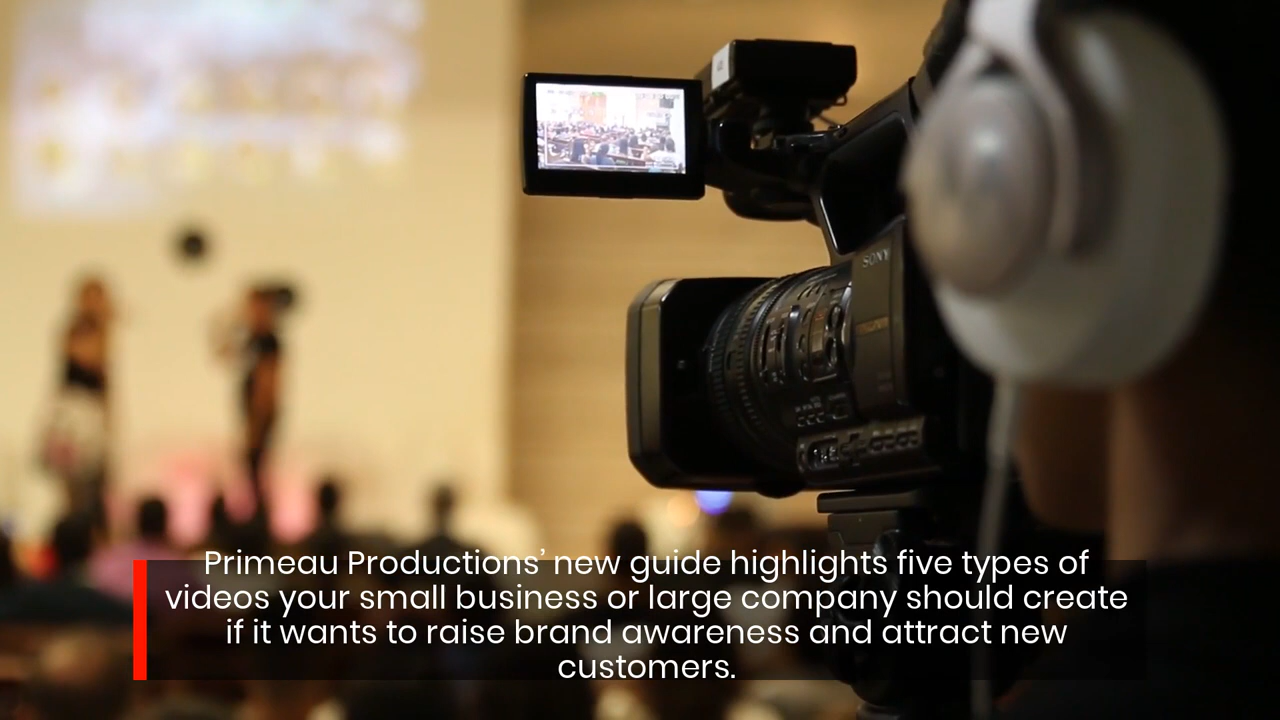 SONY
Primeau Productions’ new guide highlights five types of
videos your small business or large company should create
if it wants to raise brand awareness and attract new
customers.